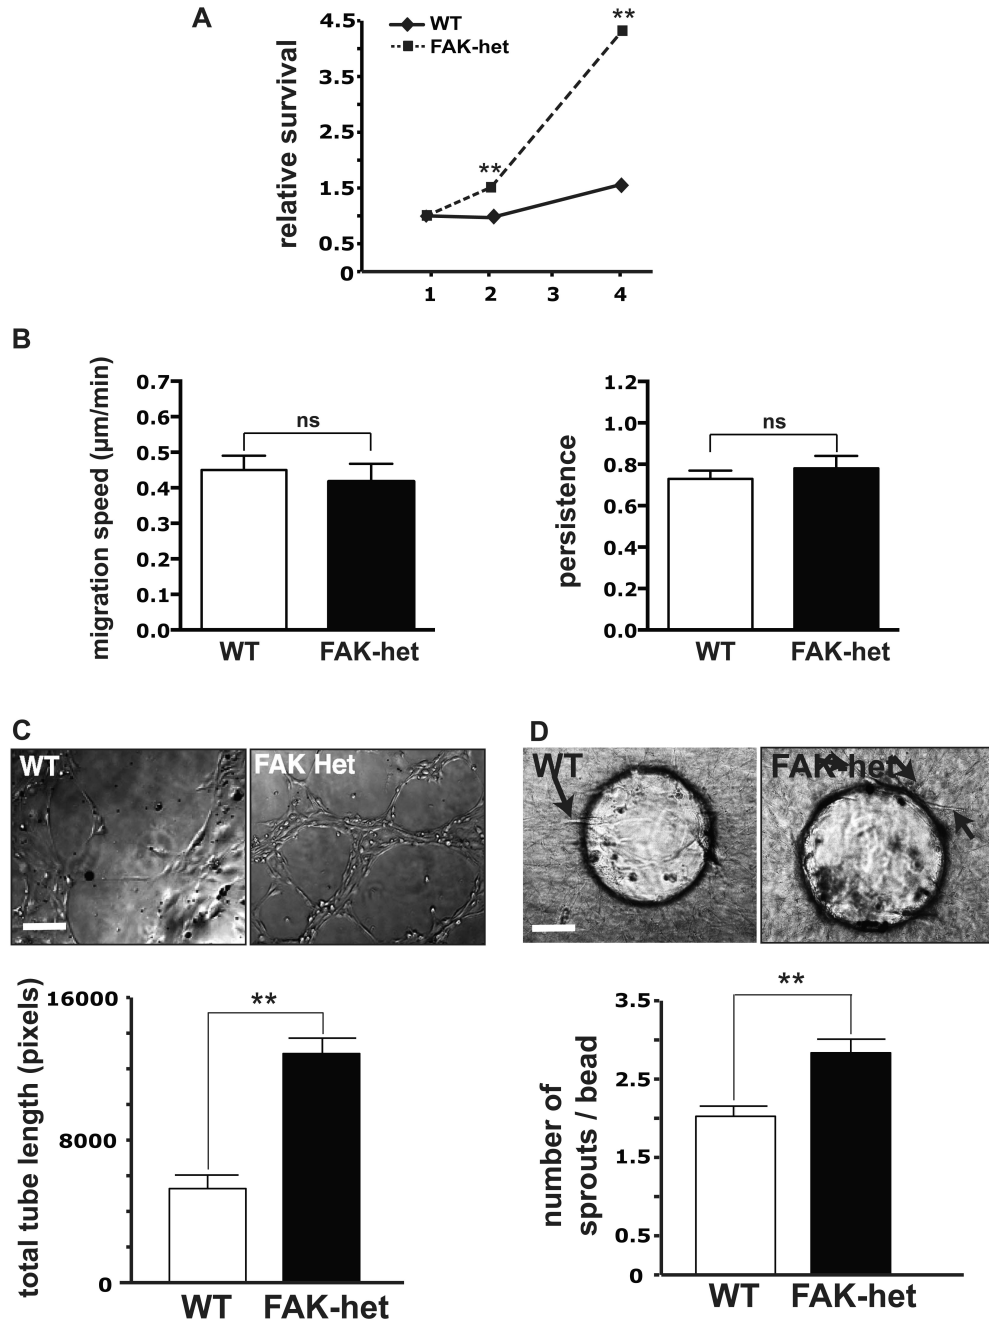 A
relative survival
4.5
3.5
2.5
1.5
0.5
0
WT
FAK-het
**
**
1 2 3 4
B
migration speed (µm/min)
0.7
0.6
0.5
0.4
0.3
0.2
0.1
0.0
ns
WT FAK-het
persistence
1.2
1.0
0.8
0.6
0.4
0.2
0.0
ns
WT FAK-het
C
WT
FAK Het
total tube length (pixels)
16000
8000
0
**
WT FAK-het
D
WT
FAK-het
number of
sprouts / bead
3.5
2.5
1.5
0.5
0
**
WT FAK-het